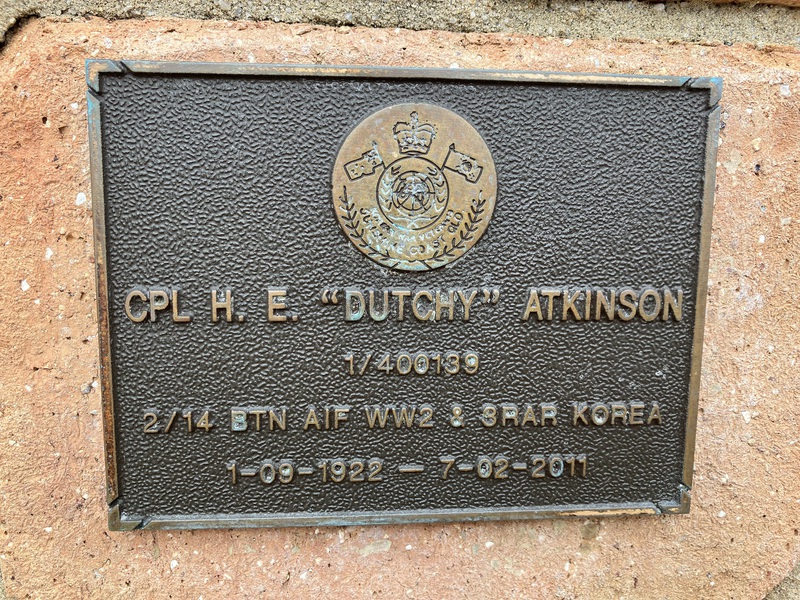 CPL H. E. "DUTCHY" ATKINSON
1/400139
2/14 BTN AIF WW2 & 3RAR KOREA
1-09-1922 — 7-02-2011